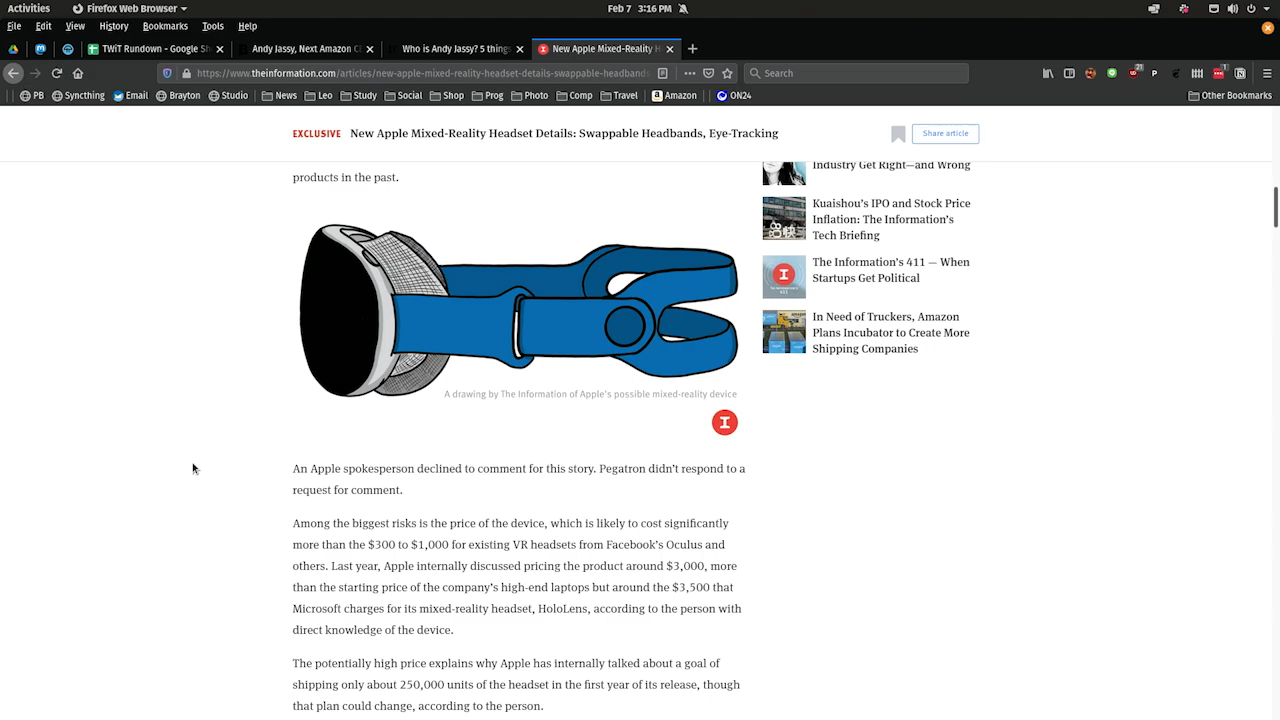 Activities
Firefox Web Browser
Feb 7 3:16 PM
File Edit View History Bookmarks Tools Help
TWiT Rundown - Google Sh
Andy Jassy, Next Amazon C
Who is Andy Jassy? 5 things
New Apple Mixed-Reality H
https://www.theinformation.com/articles/new-apple-mixed-reality-headset-details-swappable-headbands
Search
21
1
PB Syncthing Email Brayton Studio News Leo Study Social Shop Prog Photo Comp Travel Amazon ON24 Other Bookmarks
EXCLUSIVE New Apple Mixed-Reality Headset Details: Swappable Headbands, Eye-Tracking
Share article
products in the past.
A drawing by The Information of Apple's possible mixed-reality device
I
An Apple spokesperson declined to comment for this story. Pegatron didn't respond to a
request for comment.
Among the biggest risks is the price of the device, which is likely to cost significantly
more than the $300 to $1,000 for existing VR headsets from Facebook's Oculus and
others. Last year, Apple internally discussed pricing the product around $3,000, more
than the starting price of the company's high-end laptops but around the $3,500 that
Microsoft charges for its mixed-reality headset, HoloLens, according to the person with
direct knowledge of the device.
The potentially high price explains why Apple has internally talked about a goal of
shipping only about 250,000 units of the headset in the first year of its release, though
that plan could change, according to the person.
Industry Get Right—and Wrong
Kuaishou's IPO and Stock Price
Inflation: The Information's
Tech Briefing
The Information's 411 — When
Startups Get Political
In Need of Truckers, Amazon
Plans Incubator to Create More
Shipping Companies